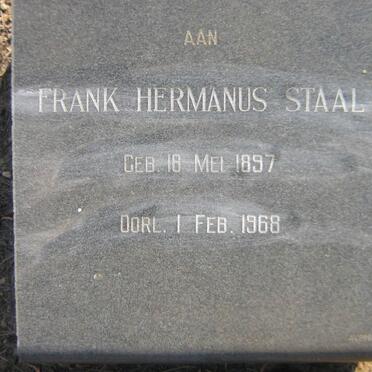 AAN
FRANK HERMANUS STAAL
GEB. 18 MEI 1897
OORL. 1 FEB. 1968